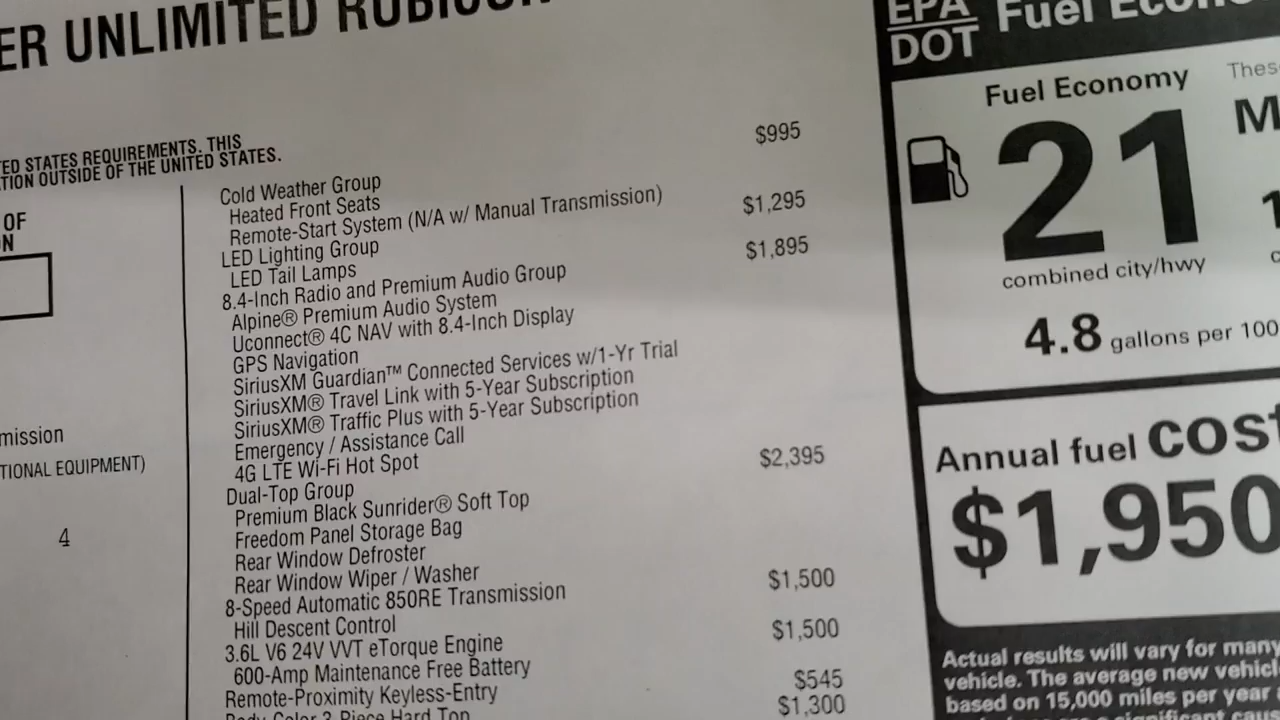 ER UNLIMITED RUBICON
TED STATES REQUIREMENTS. THIS
TION OUTSIDE OF THE UNITED STATES.
OF
N
mission
TIONAL EQUIPMENT)
4
$995
Cold Weather Group
Heated Front Seats
Remote-Start System (N/A w/ Manual Transmission)
$1,295
LED Lighting Group
LED Tail Lamps
$1,895
8.4-Inch Radio and Premium Audio Group
Alpine® Premium Audio System
Uconnect® 4C NAV with 8.4-Inch Display
GPS Navigation
SiriusXM Guardian™ Connected Services w/1-Yr Trial
SiriusXM® Travel Link with 5-Year Subscription
SiriusXM® Traffic Plus with 5-Year Subscription
Emergency / Assistance Call
4G LTE Wi-Fi Hot Spot
$2,395
Dual-Top Group
Premium Black Sunrider® Soft Top
Freedom Panel Storage Bag
Rear Window Defroster
Rear Window Wiper / Washer
$1,500
8-Speed Automatic 850RE Transmission
Hill Descent Control
$1,500
3.6L V6 24V VVT eTorque Engine
600-Amp Maintenance Free Battery
$545
Remote-Proximity Keyless-Entry
$1,300
Body Color 3-Piece Hard Top
EPA
DOT
Fuel Econ
Fuel Economy
These
M
21
1
combined city/hwy
c
4.8 gallons per 100
Annual fuel cost
$1,950
Actual results will vary for many
vehicle. The average new vehicl
based on 15,000 miles per year a